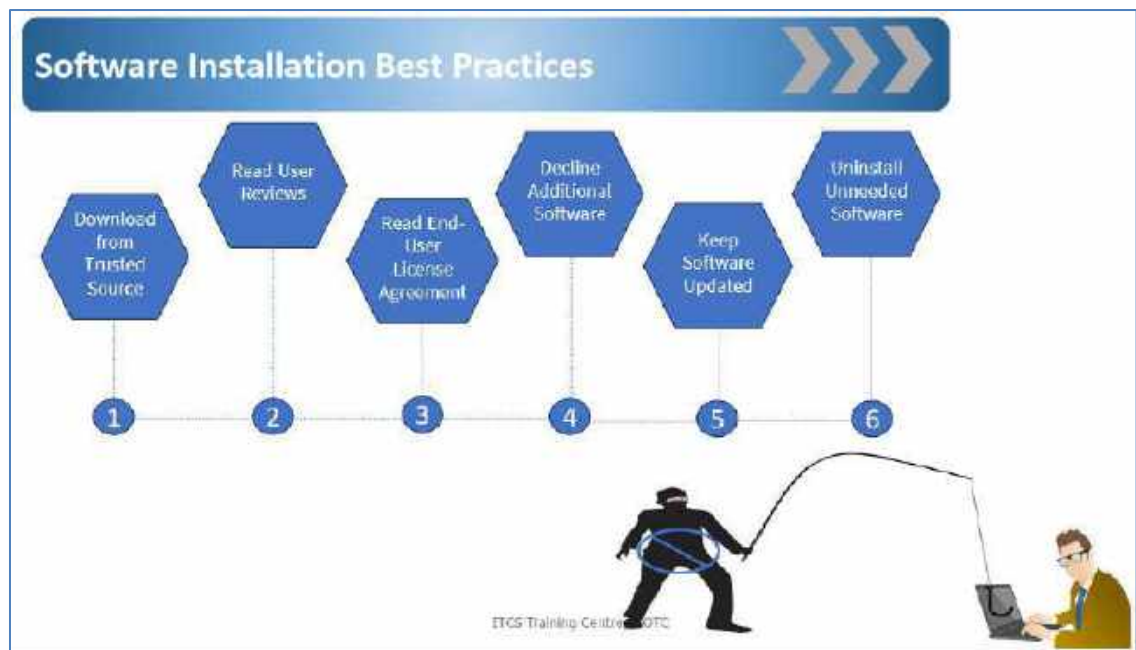 Software Installation Best Practices
Download
from
Trusted
Source
Read User
Reviews
Read End-
User
License
Agreement
Decline
Additional
Software
Keep
Software
Updated
Uninstall
Unneeded
Software
1
2
3
4
5
6
ITCS Training Centre